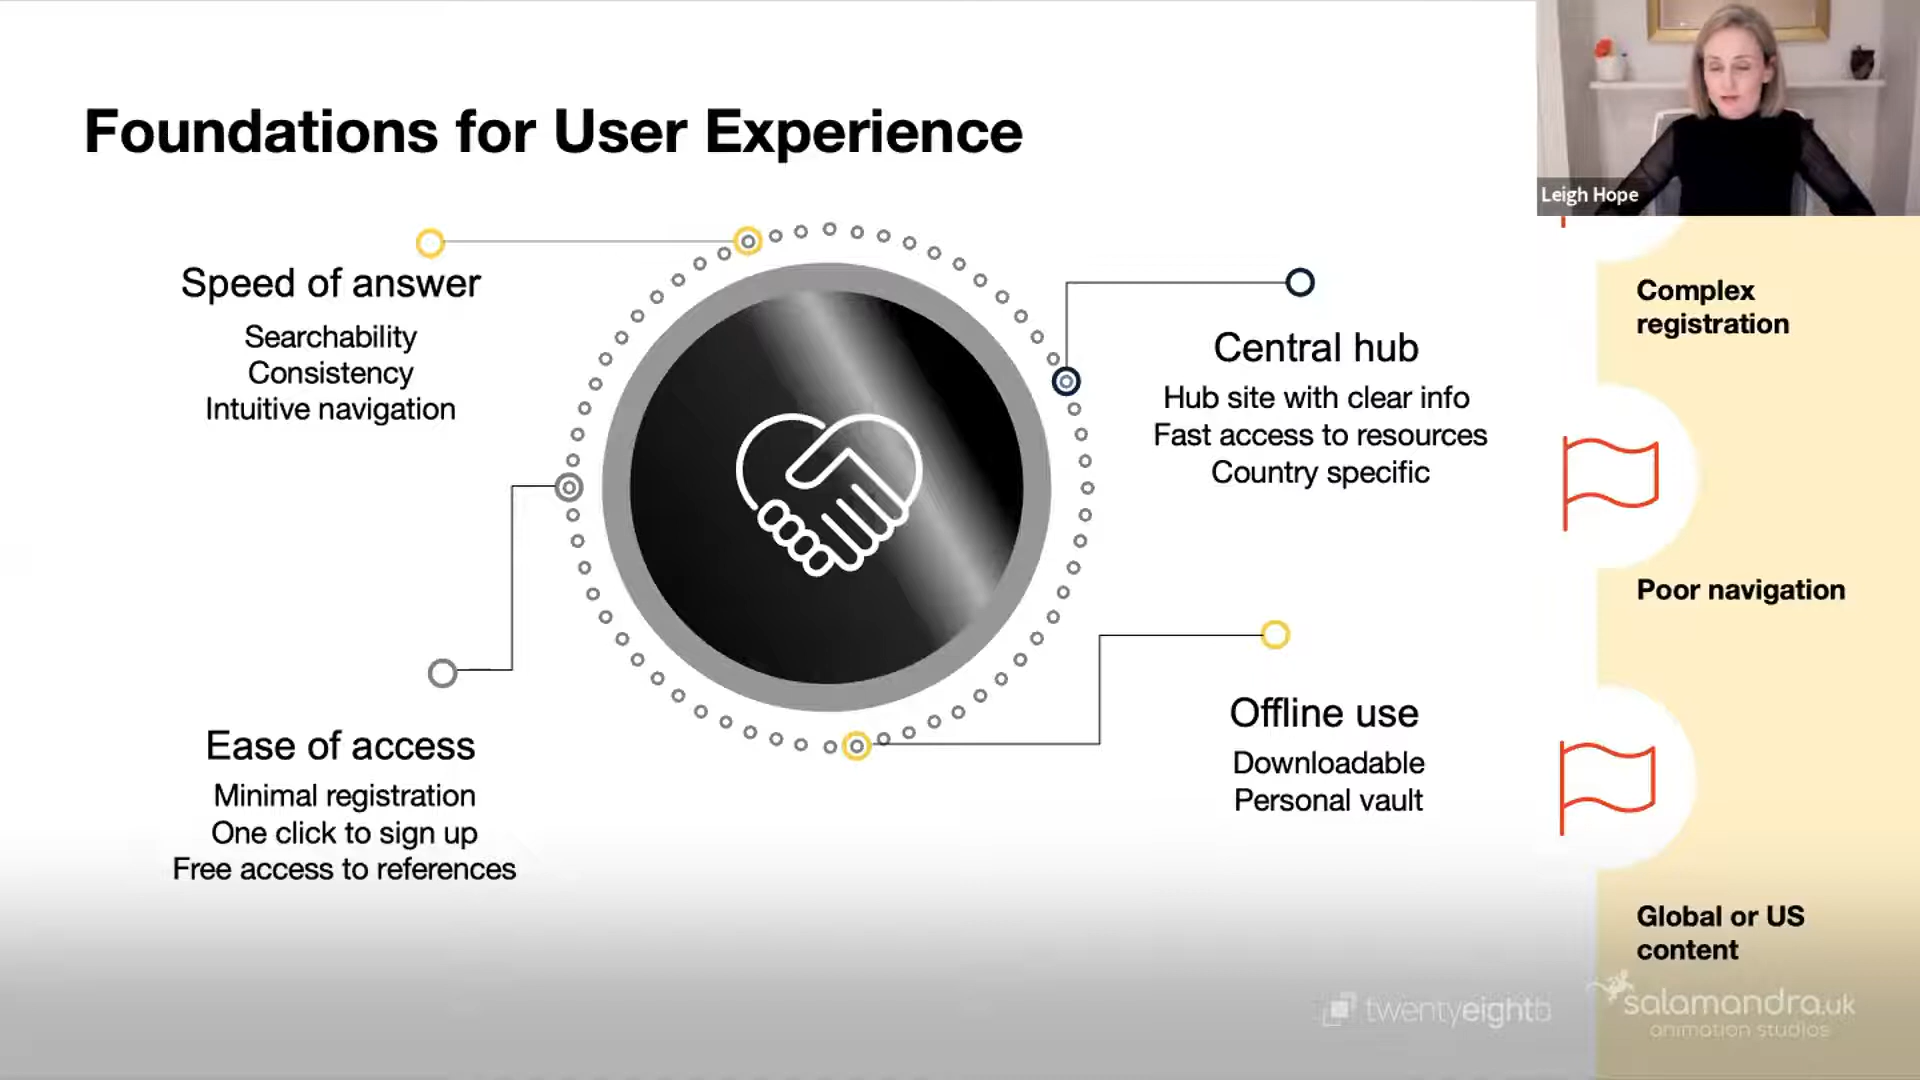 Foundations for User Experience
Leigh Hope
Speed of answer
Searchability
Consistency
Intuitive navigation
Central hub
Hub site with clear info
Fast access to resources
Country specific
Ease of access
Minimal registration
One click to sign up
Free access to references
Offline use
Downloadable
Personal vault
Complex
registration
Poor navigation
Global or US
content
twentyeightb
salamandra.uk
animation studios